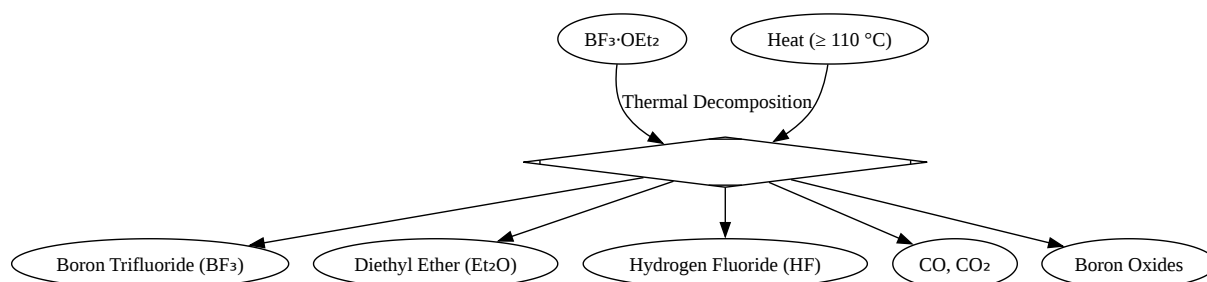 BF₃·OEt₂
Heat (≥ 110 °C)
Thermal Decomposition
Boron Trifluoride (BF₃)
Diethyl Ether (Et₂O)
Hydrogen Fluoride (HF)
CO, CO₂
Boron Oxides